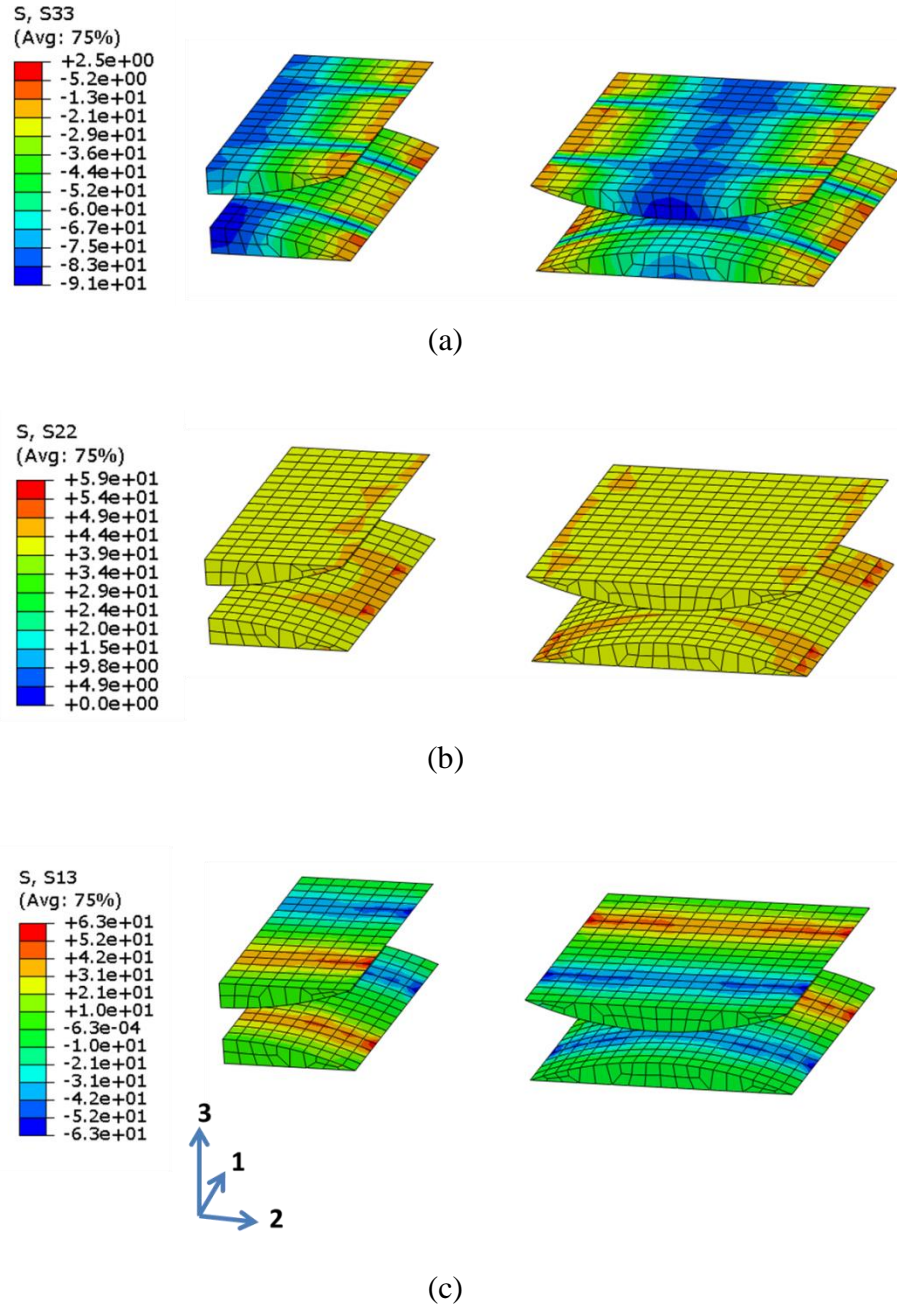 S, S33
(Avg: 75%)
+2.5e+00
-5.2e+00
-1.3e+01
-2.1e+01
-2.9e+01
-3.6e+01
-4.4e+01
-5.2e+01
-6.0e+01
-6.7e+01
-7.5e+01
-8.3e+01
-9.1e+01
(a)
S, S22
(Avg: 75%)
+5.9e+01
+5.4e+01
+4.9e+01
+4.4e+01
+3.9e+01
+3.4e+01
+2.9e+01
+2.4e+01
+2.0e+01
+1.5e+01
+9.8e+00
+4.9e+00
+0.0e+00
(b)
S, S13
(Avg: 75%)
+6.3e+01
+5.2e+01
+4.2e+01
+3.1e+01
+2.1e+01
+1.0e+01
-6.3e-04
-1.0e+01
-2.1e+01
-3.1e+01
-4.2e+01
-5.2e+01
-6.3e+01
3
1
2
(c)